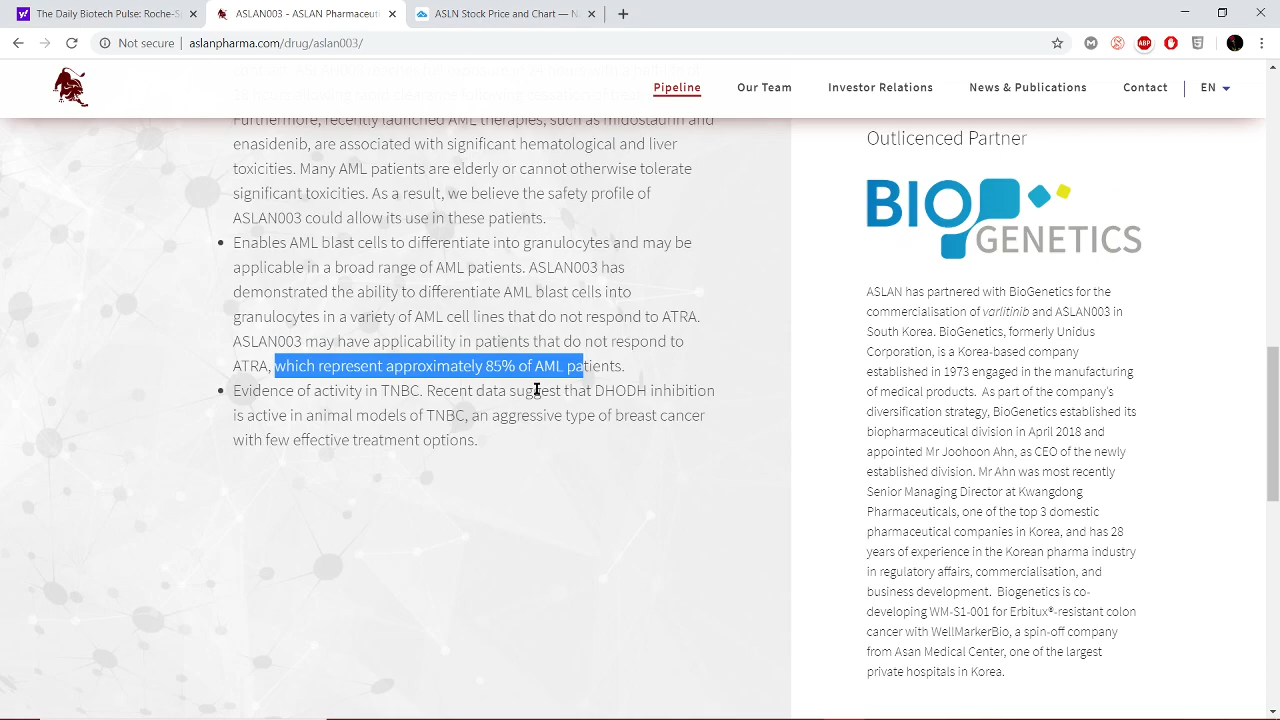 The Daily Biotech Pulse: Roche-S
ASLAN003 - ASLAN Pharmaceuti
ASLN Stock Price and Chart — N
Not secure
aslanpharma.com/drug/aslan003/
ABP
Pipeline
Our Team
Investor Relations
News & Publications
Contact
EN
Furthermore, recently launched AML therapies, such as midostaurin and
enasidenib, are associated with significant hematological and liver
toxicities. Many AML patients are elderly or cannot otherwise tolerate
significant toxicities. As a result, we believe the safety profile of
ASLAN003 could allow its use in these patients.
Enables AML blast cells to differentiate into granulocytes and may be
applicable in a broad range of AML patients. ASLAN003 has
demonstrated the ability to differentiate AML blast cells into
granulocytes in a variety of AML cell lines that do not respond to ATRA.
ASLAN003 may have applicability in patients that do not respond to
ATRA, which represent approximately 85% of AML patients.
Evidence of activity in TNBC. Recent data suggest that DHODH inhibition
is active in animal models of TNBC, an aggressive type of breast cancer
with few effective treatment options.
Outlicenced Partner
BIO
GENETICS
ASLAN has partnered with BioGenetics for the
commercialisation of varlitinib and ASLAN003 in
South Korea. BioGenetics, formerly Unidus
Corporation, is a Korea-based company
established in 1973 engaged in the manufacturing
of medical products. As part of the company's
diversification strategy, BioGenetics established its
biopharmaceutical division in April 2018 and
appointed Mr Joohoon Ahn, as CEO of the newly
established division. Mr Ahn was most recently
Senior Managing Director at Kwangdong
Pharmaceuticals, one of the top 3 domestic
pharmaceutical companies in Korea, and has 28
years of experience in the Korean pharma industry
in regulatory affairs, commercialisation, and
business development. Biogenetics is co-
developing WM-S1-001 for Erbitux®-resistant colon
cancer with WellMarkerBio, a spin-off company
from Asan Medical Center, one of the largest
private hospitals in Korea.